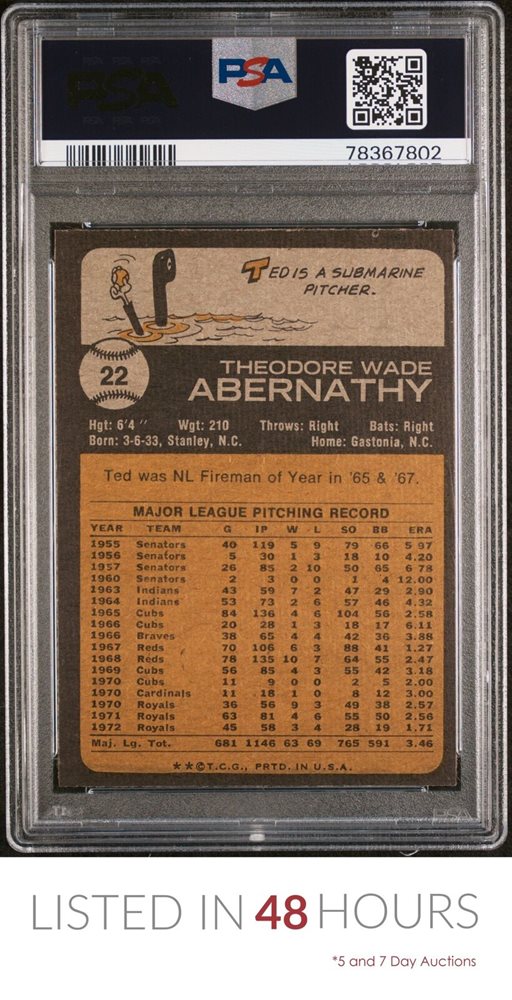 PSA
PSA
78367802
TED IS A SUBMARINE
PITCHER.
22
THEODORE WADE
ABERNATHY
Hgt: 6'4" Wgt: 210 Throws: Right Bats: Right
Born: 3-6-33, Stanley, N.C. Home: Gastonia, N.C.
Ted was NL Fireman of Year in '65 & '67.
MAJOR LEAGUE PITCHING RECORD
YEAR TEAM G IP W L SO BB ERA
1955 Senators 40 119 5 9 79 66 5 97
1956 Senators 5 30 1 3 18 10 4.20
1957 Senators 26 85 2 10 50 65 6 78
1960 Senators 2 3 0 0 1 4 12.00
1963 Indians 43 59 7 2 47 29 2.90
1964 Indians 53 73 2 6 57 46 4.32
1965 Cubs 84 136 4 6 104 56 2.58
1966 Cubs 20 28 1 3 18 17 6.11
1966 Braves 38 65 4 4 42 36 3.88
1967 Reds 70 106 6 3 88 41 1.27
1968 Reds 78 135 10 7 64 55 2.47
1969 Cubs 56 85 4 3 55 42 3.18
1970 Cubs 11 9 0 0 2 5 2.00
1970 Cardinals 11 18 1 0 8 12 3.00
1970 Royals 36 56 9 3 49 38 2.57
1971 Royals 63 81 4 6 55 50 2.56
1972 Royals 45 58 3 4 28 19 1.71
Maj. Lg. Tot. 681 1146 63 69 765 591 3.46
★★©T.C.G., PRTD. IN U.S.A.
PSA
LISTED IN 48 HOURS
*5 and 7 Day Auctions